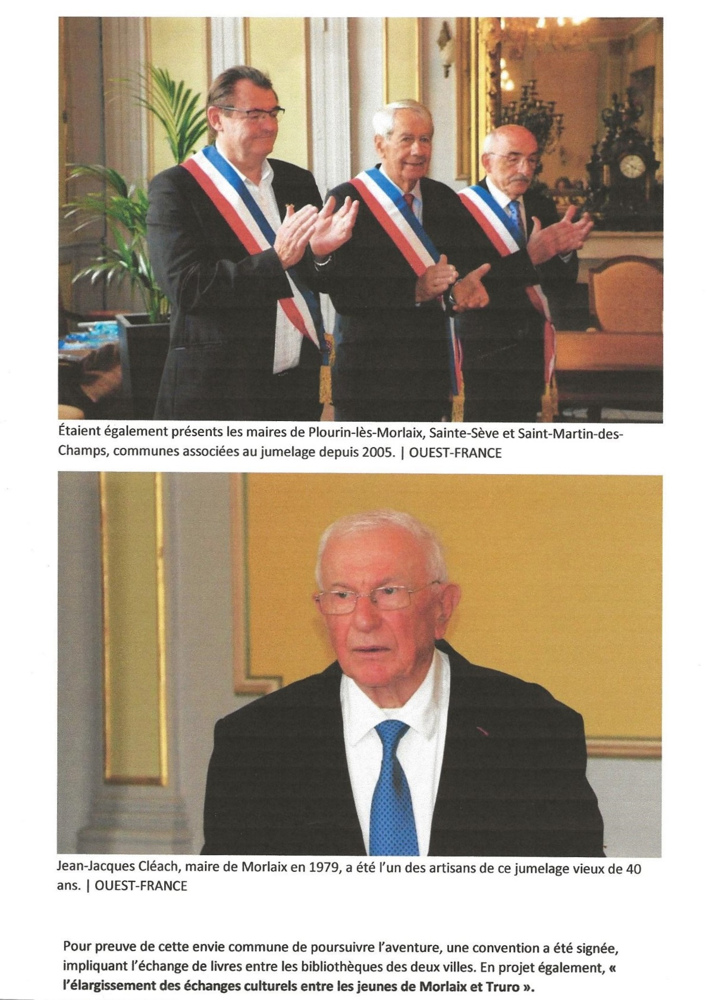 Étaient également présents les maires de Plourin-lès-Morlaix, Sainte-Sève et Saint-Martin-des-
Champs, communes associées au jumelage depuis 2005. | OUEST-FRANCE
Jean-Jacques Cléach, maire de Morlaix en 1979, a été l'un des artisans de ce jumelage vieux de 40
ans. | OUEST-FRANCE
Pour preuve de cette envie commune de poursuivre l'aventure, une convention a été signée,
impliquant l'échange de livres entre les bibliothèques des deux villes. En projet également, «
l'élargissement des échanges culturels entre les jeunes de Morlaix et Truro ».